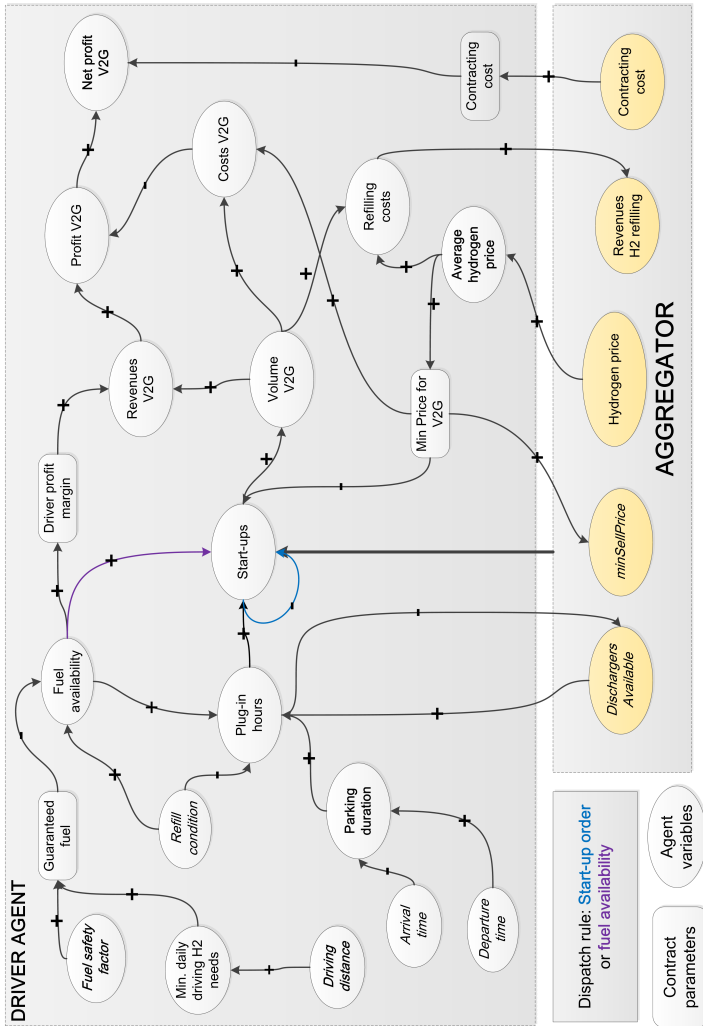 DRIVER AGENT
Fuel safety
factor
Guaranteed
fuel
Fuel
availability
Driver profit
margin
Profit V2G
Net profit
V2G
Min. daily
driving H2
needs
Refill
condition
Revenues
V2G
Costs V2G
Plug-in
hours
Start-ups
Volume
V2G
Driving
distance
Parking
duration
Refilling
costs
Arrival
time
Min Price for
V2G
Average
hydrogen
price
Contracting
cost
Departure
time
Dischargers
Available
minSellPrice
Hydrogen price
Revenues
H2 refilling
Contracting
cost
AGGREGATOR
Dispatch rule: Start-up order
or fuel availability
Contract
parameters
Agent
variables